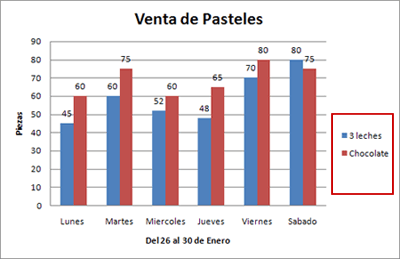 Venta de Pasteles
Piezas
90
80
70
60
50
40
30
20
10
0
45 60 60 75 52 60 48 65 70 80 80 75
Lunes Martes Miercoles Jueves Viernes Sabado
Del 26 al 30 de Enero
3 leches
Chocolate